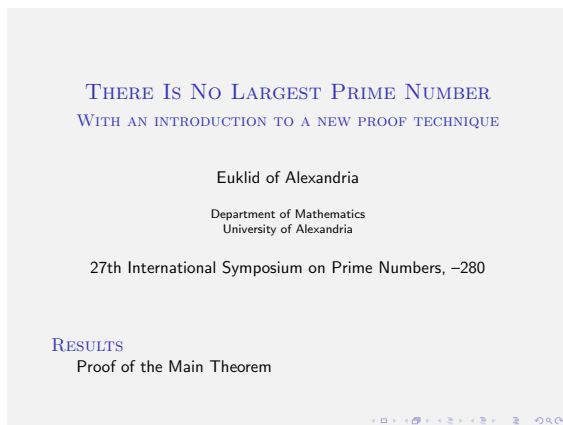 There Is No Largest Prime Number
With an introduction to a new proof technique
Euklid of Alexandria
Department of Mathematics
University of Alexandria
27th International Symposium on Prime Numbers, –280
Results
Proof of the Main Theorem